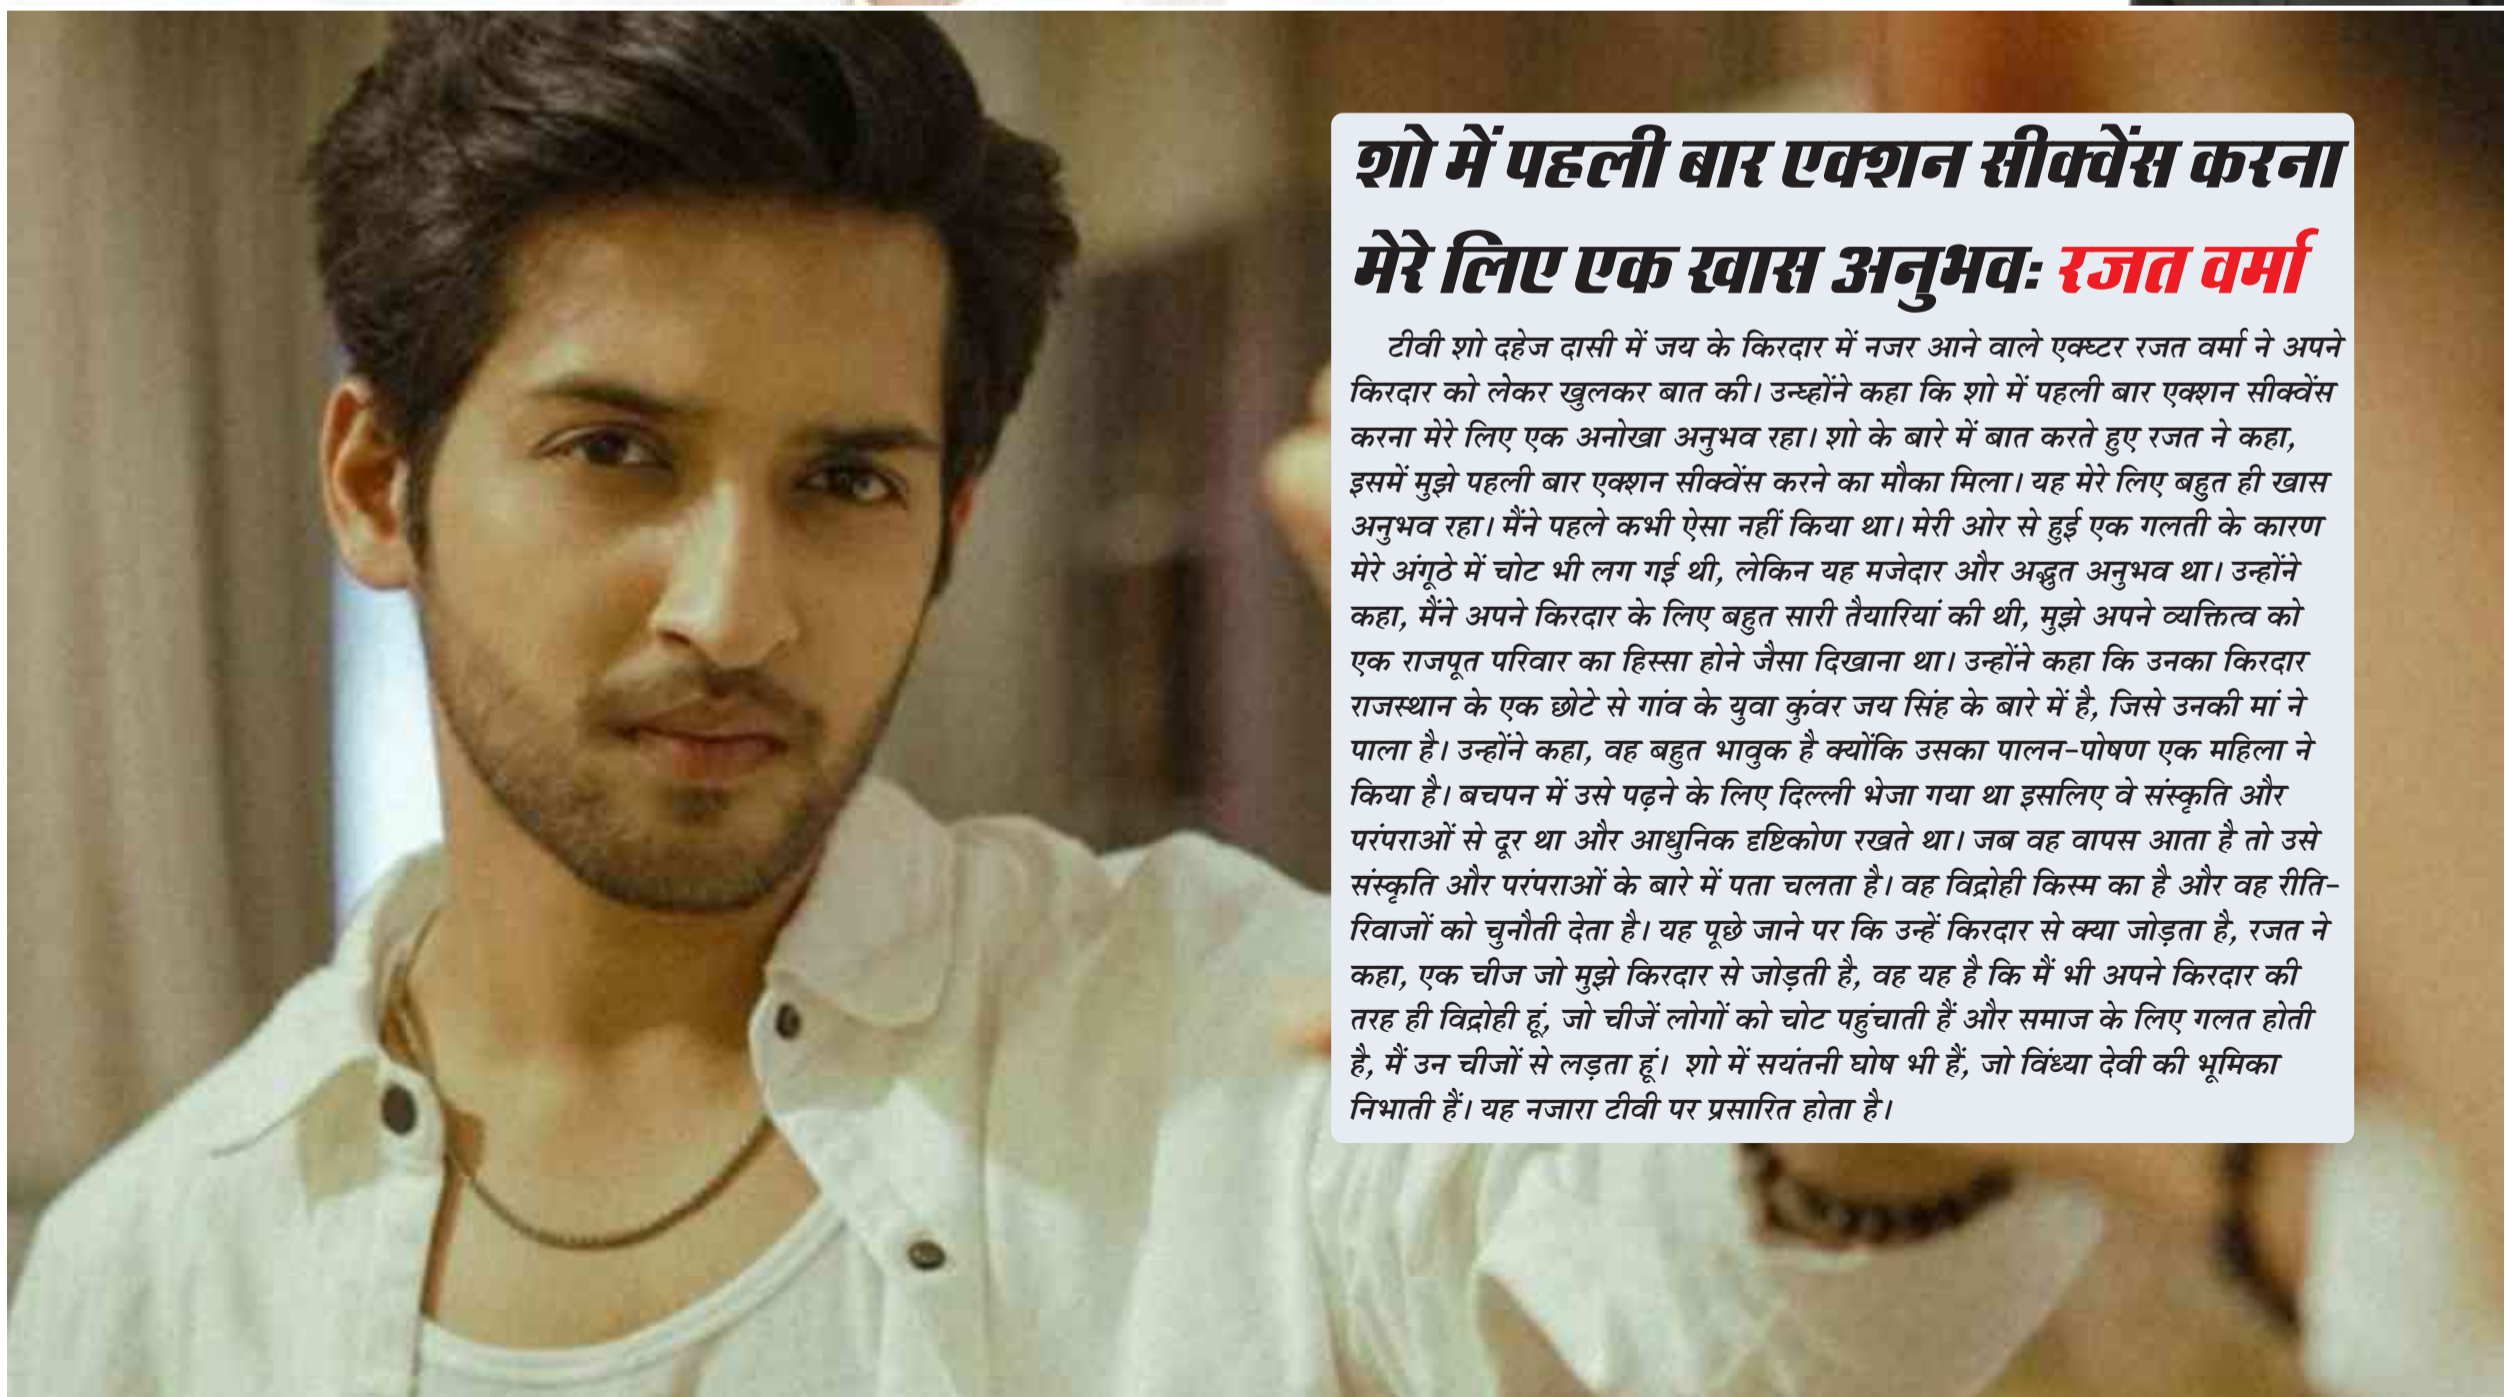 शो में पहली बार एक्शन सीक्वेंस करना
मेरे लिए एक खास अनुभवः रजत वर्मा
टीवी शो दहेज दासी में जय के किरदार में नजर आने वाले एक्घ्टर रजत वर्मा ने अपने
किरदार को लेकर खुलकर बात की। उन्घ्होंने कहा कि शो में पहली बार एक्शन सीक्वेंस
करना मेरे लिए एक अनोखा अनुभव रहा। शो के बारे में बात करते हुए रजत ने कहा,
इसमें मुझे पहली बार एक्शन सीक्वेंस करने का मौका मिला। यह मेरे लिए बहुत ही खास
अनुभव रहा। मैंने पहले कभी ऐसा नहीं किया था। मेरी ओर से हुई एक गलती के कारण
मेरे अंगूठे में चोट भी लग गई थी, लेकिन यह मजेदार और अद्भुत अनुभव था। उन्होंने
कहा, मैंने अपने किरदार के लिए बहुत सारी तैयारियां की थी, मुझे अपने व्यक्तित्व को
एक राजपूत परिवार का हिस्सा होने जैसा दिखाना था। उन्होंने कहा कि उनका किरदार
राजस्थान के एक छोटे से गांव के युवा कुंवर जय सिंह के बारे में है, जिसे उनकी मां ने
पाला है। उन्होंने कहा, वह बहुत भावुक है क्योंकि उसका पालन-पोषण एक महिला ने
किया है। बचपन में उसे पढ़ने के लिए दिल्ली भेजा गया था इसलिए वे संस्कृति और
परंपराओं से दूर था और आधुनिक दृष्टिकोण रखते था। जब वह वापस आता है तो उसे
संस्कृति और परंपराओं के बारे में पता चलता है। वह विद्रोही किस्म का है और वह रीति-
रिवाजों को चुनौती देता है। यह पूछे जाने पर कि उन्हें किरदार से क्या जोड़ता है, रजत ने
कहा, एक चीज जो मुझे किरदार से जोड़ती है, वह यह है कि मैं भी अपने किरदार की
तरह ही विद्रोही हूं, जो चीजें लोगों को चोट पहुंचाती हैं और समाज के लिए गलत होती
है, मैं उन चीजों से लड़ता हूं। शो में सयंतनी घोष भी हैं, जो विंध्या देवी की भूमिका
निभाती हैं। यह नजारा टीवी पर प्रसारित होता है।